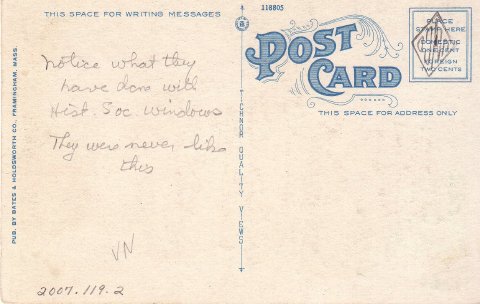 THIS SPACE FOR WRITING MESSAGES
118805
POST CARD
PLACE
STAMP HERE
DOMESTIC
ONE CENT
FOREIGN
TWO CENTS
THIS SPACE FOR ADDRESS ONLY
notice what they
have done with
Hist. Soc. windows
They were never like
this
VN
2007.119.2
PUB. BY BATES & HOLDSWORTH CO. FRAMINGHAM, MASS.
TICHNOR QUALITY VIEWS